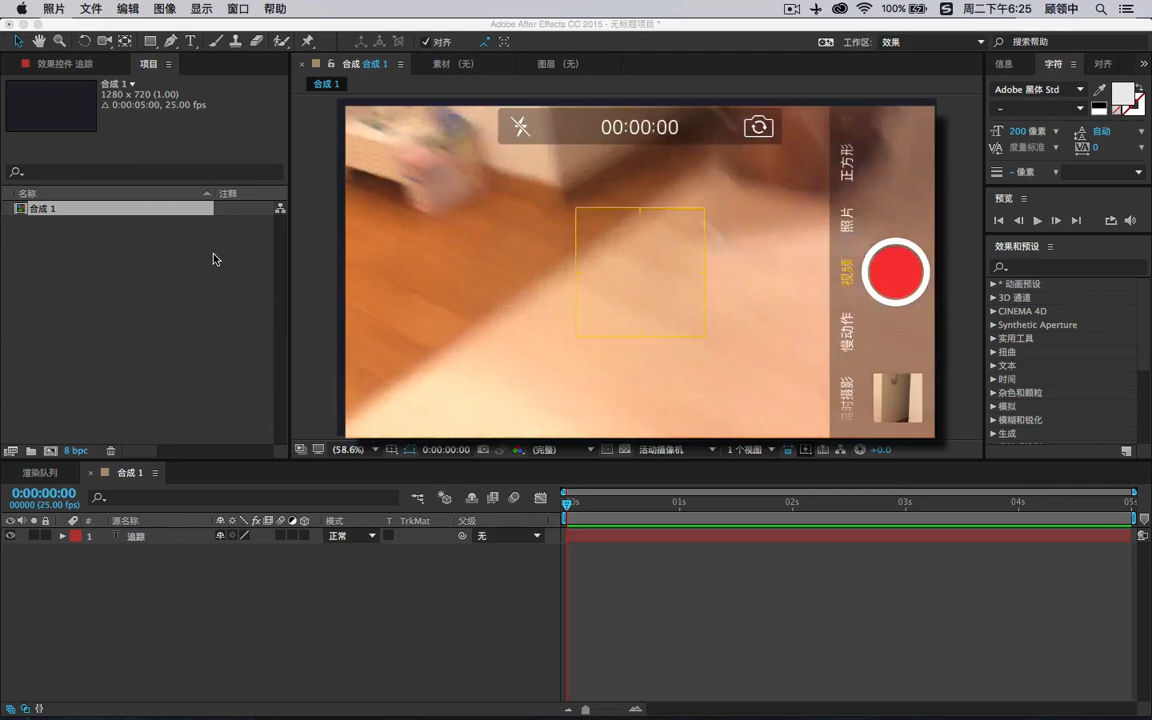 照片 文件 编辑 图像 显示 窗口 帮助 100% 周二下午6:25 顾领中
Adobe After Effects CC 2015 - 无标题项目 *
对齐 工作区: 效果 搜索帮助
效果控件 追踪 项目 合成 合成 1 素材 (无) 图层 (无) 信息 字符 对齐
合成 1
合成 1
1280 x 720 (1.00)
Δ 0:00:05:00, 25.00 fps
Adobe 黑体 Std
-
200 像素 自动
度量标准 0
- 像素
00:00:00
正方形
照片
视频
慢动作
延时摄影
名称 注释
合成 1
预览
效果和预设
* 动画预设
3D 通道
CINEMA 4D
Synthetic Aperture
实用工具
扭曲
文本
时间
杂色和颗粒
模拟
模糊和锐化
生成
8 bpc
(58.6%) 0:00:00:00 (完整) 活动摄像机 1 个视图 +0.0
渲染队列 合成 1
0:00:00:00
00000 (25.00 fps)
# 源名称 模式 T TrkMat 父级
1 T 追踪 正常 无
01s 02s 03s 04s